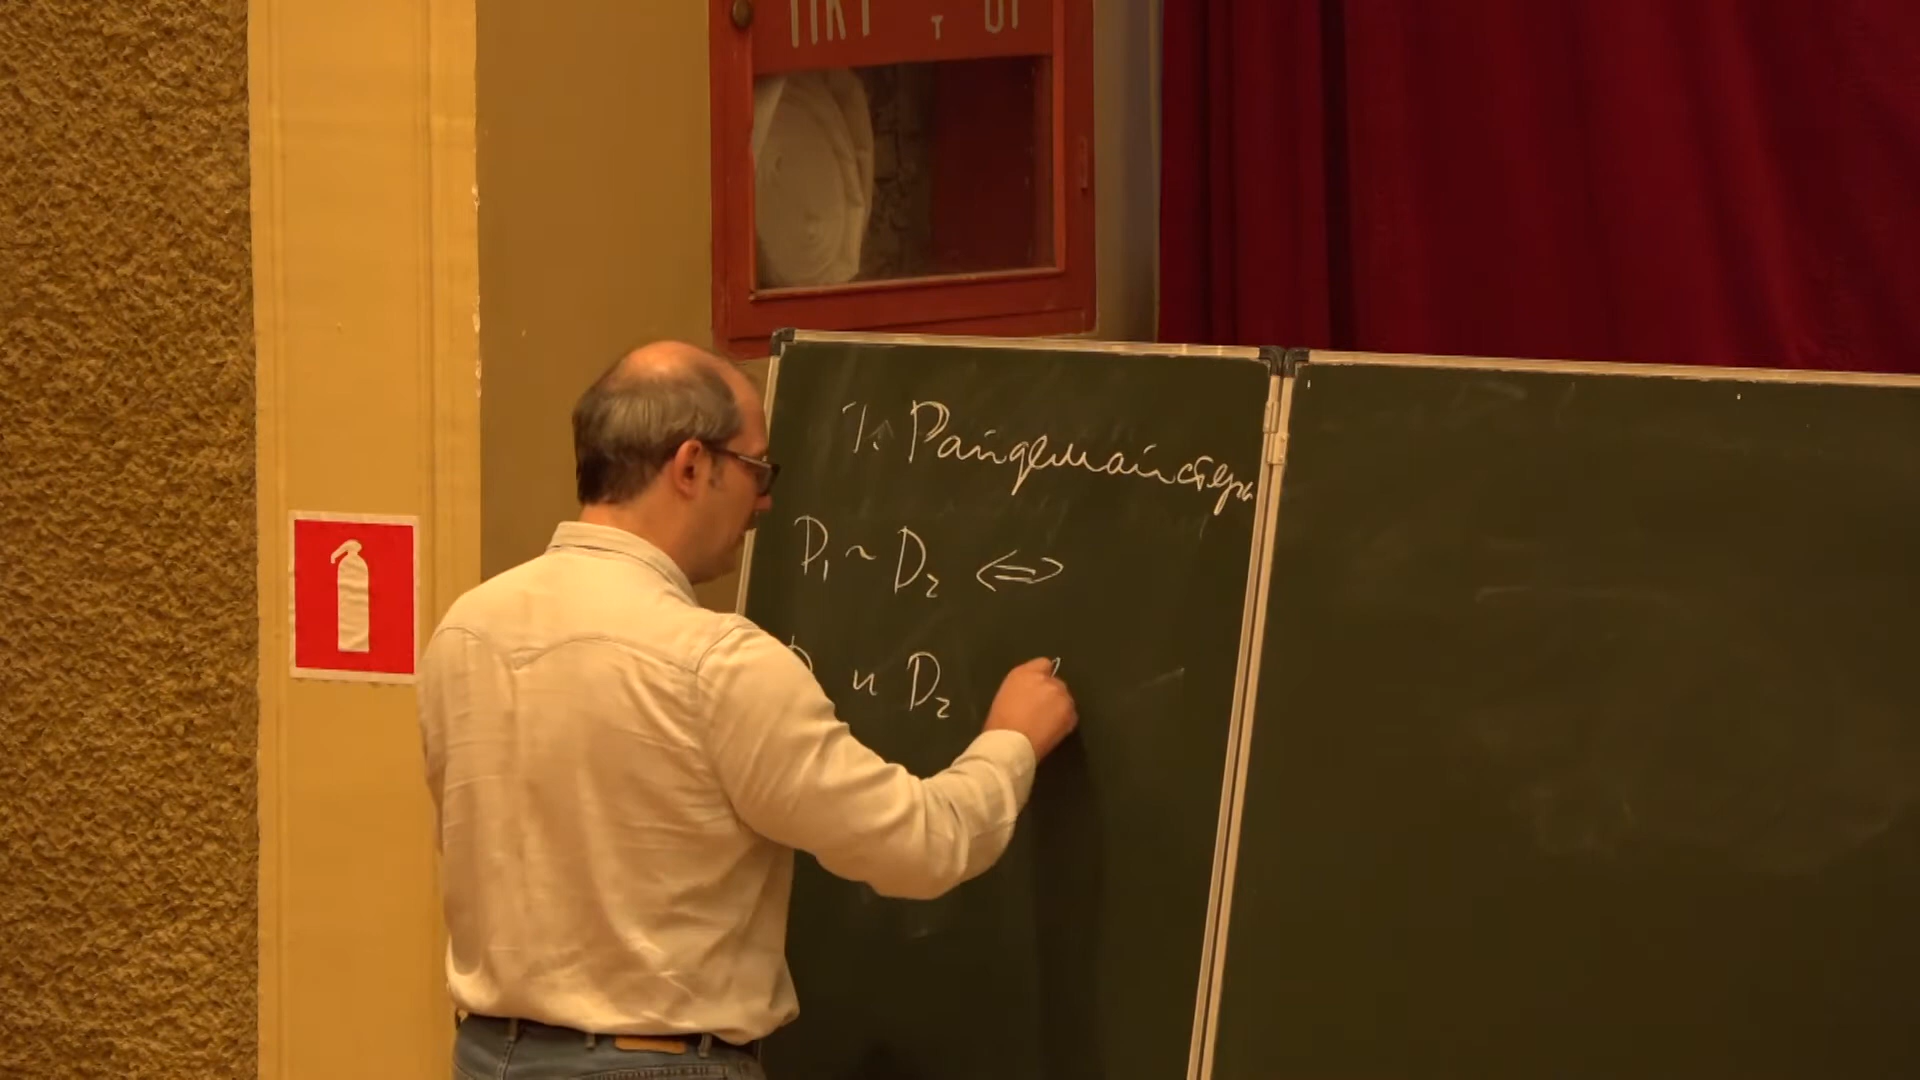 Т. Райдемайстера
D₁ ~ D₂ ⇔
и D₂